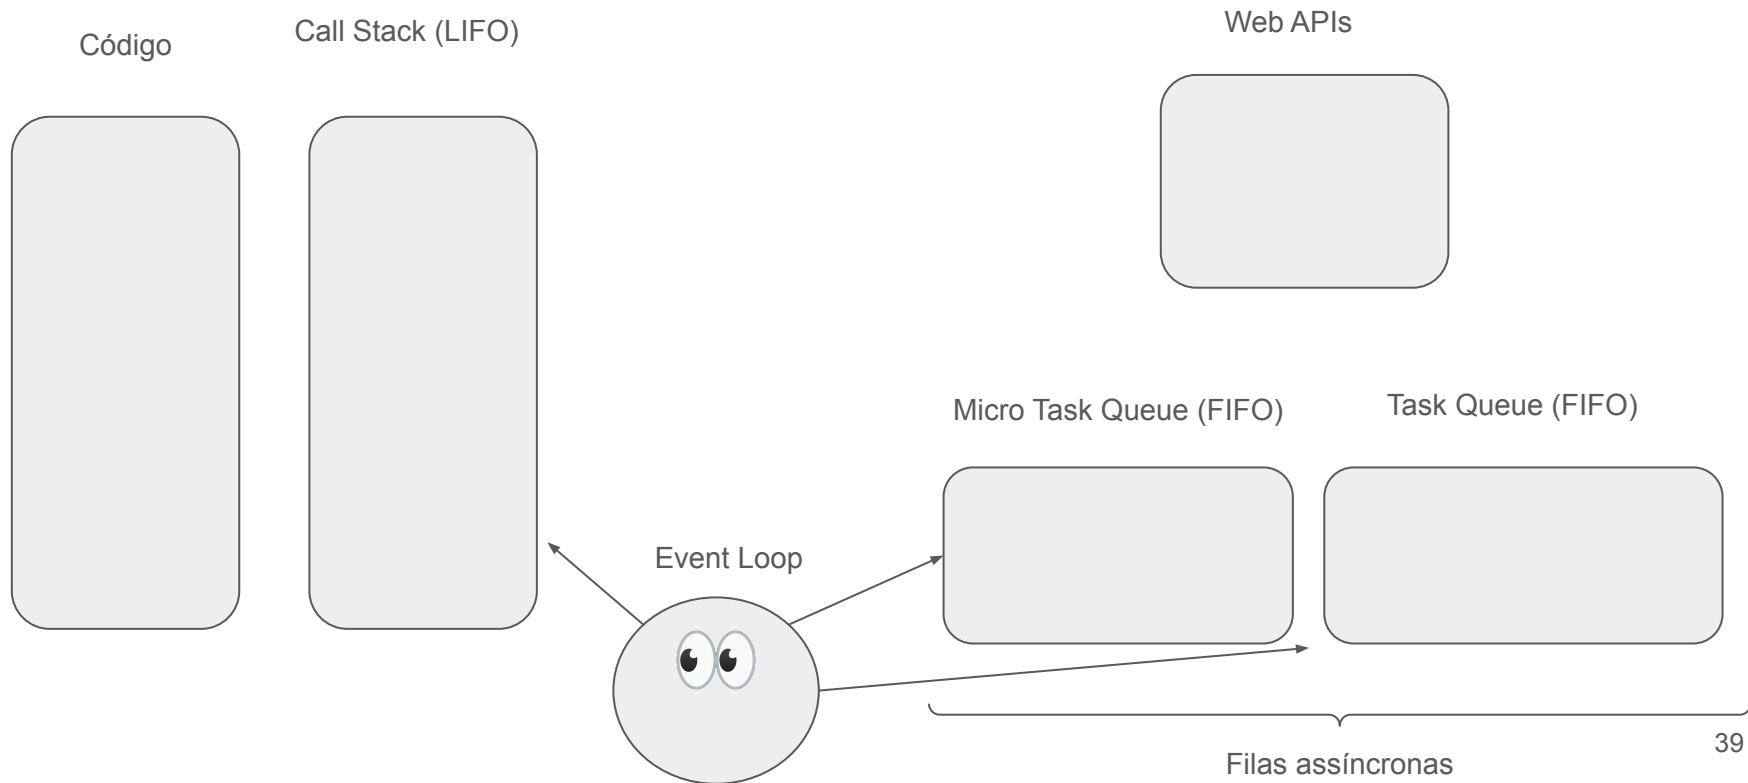 Código
Call Stack (LIFO)
Web APIs
Micro Task Queue (FIFO)
Task Queue (FIFO)
Event Loop
Filas assíncronas
39